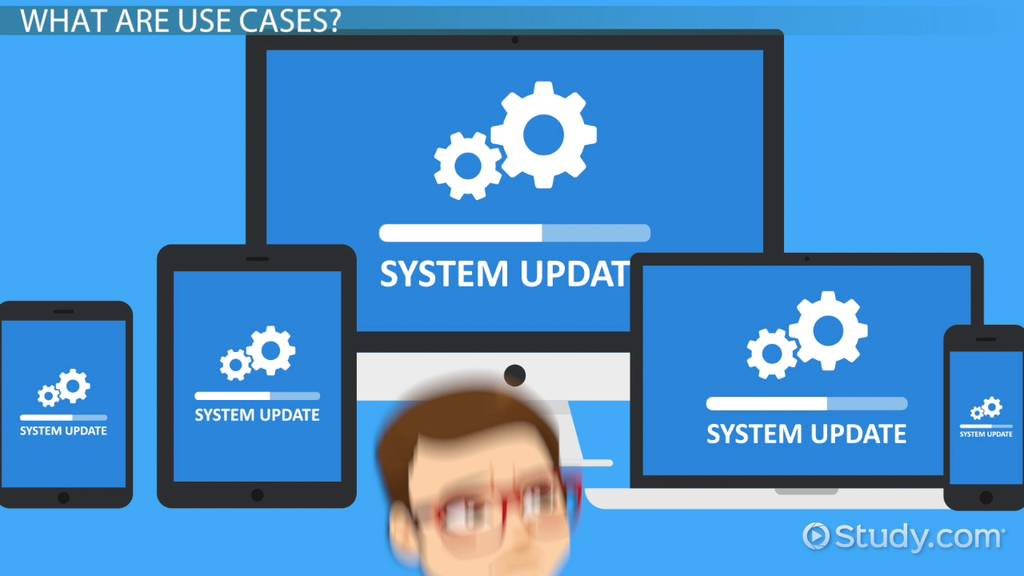 WHAT ARE USE CASES?
SYSTEM UPDAT
SYSTEM UPDATE
SYSTEM UPDATE
SYSTEM UPDATE
SYSTEM UPDATE
Study.com